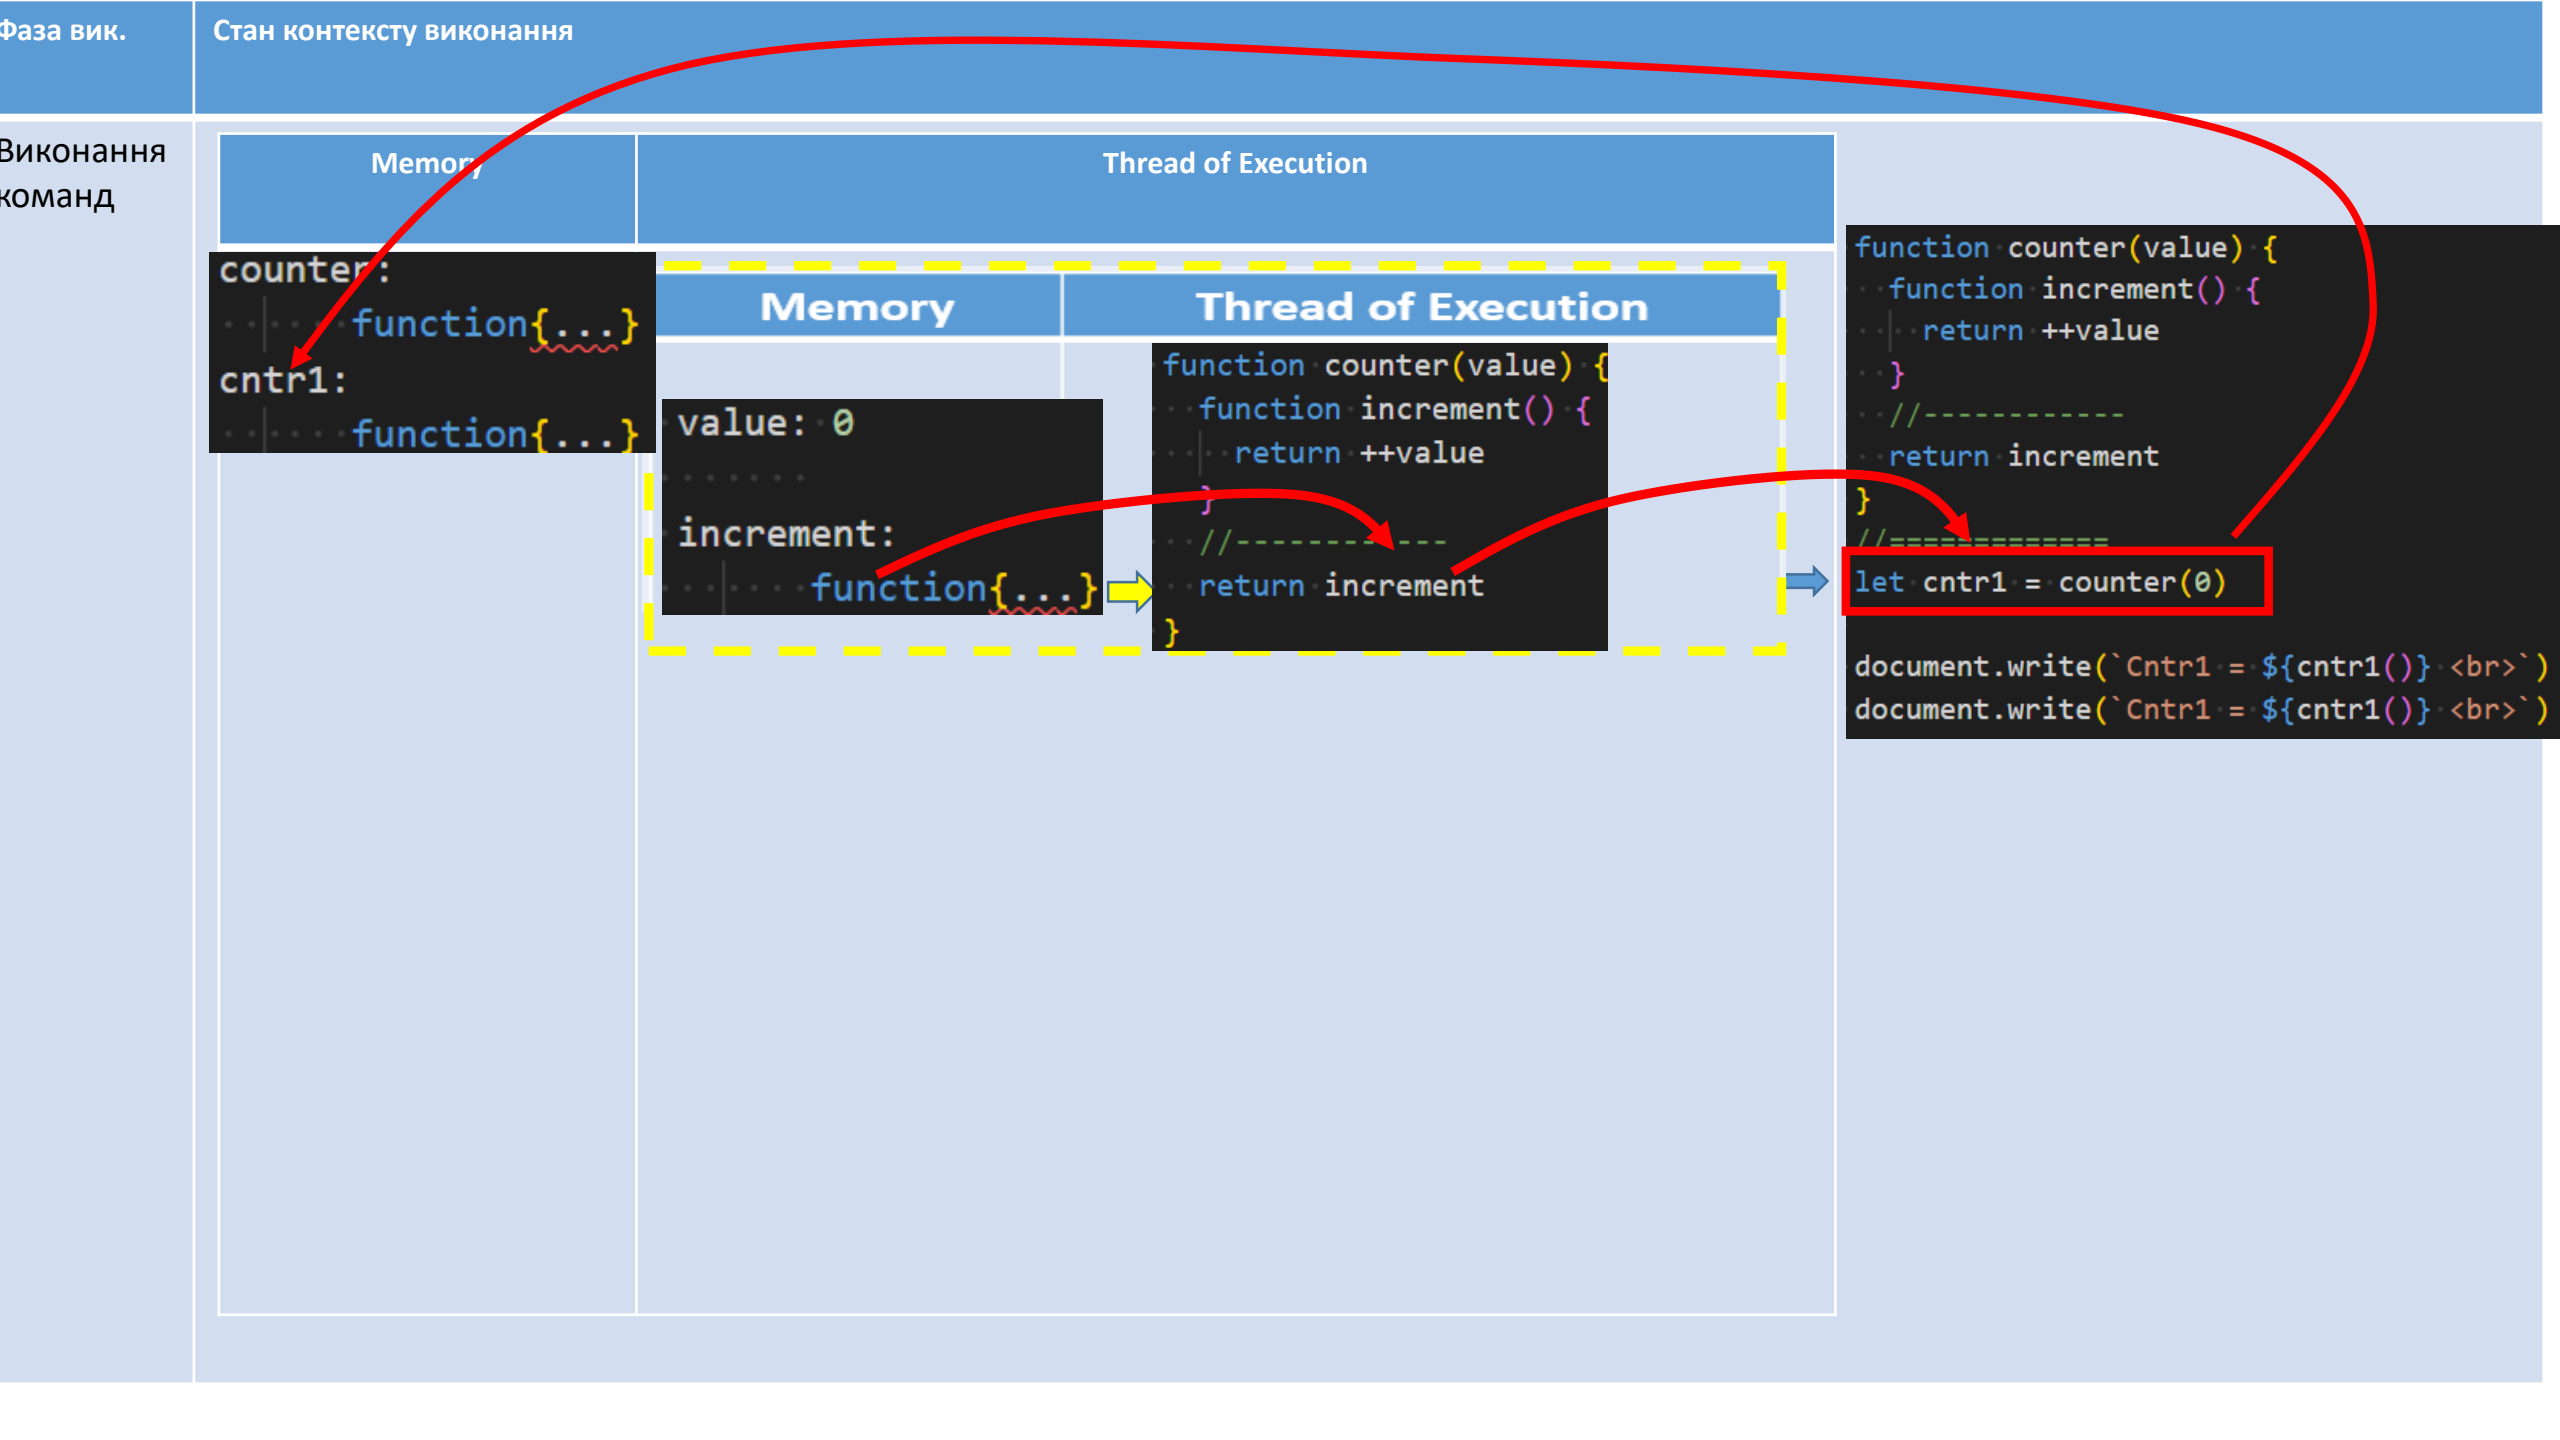 Фаза вик.
Стан контексту виконання
Виконання
команд
Memory
Thread of Execution
counter:
function{...}
cntr1:
function{...}
Memory
Thread of Execution
value: 0
increment:
function{...}
function counter(value) {
function increment() {
return ++value
}
//------------
return increment
}
function counter(value) {
function increment() {
return ++value
}
//------------
return increment
}
//=============
let cntr1 = counter(0)
document.write(`Cntr1 = ${cntr1()} <br>`)
document.write(`Cntr1 = ${cntr1()} <br>`)